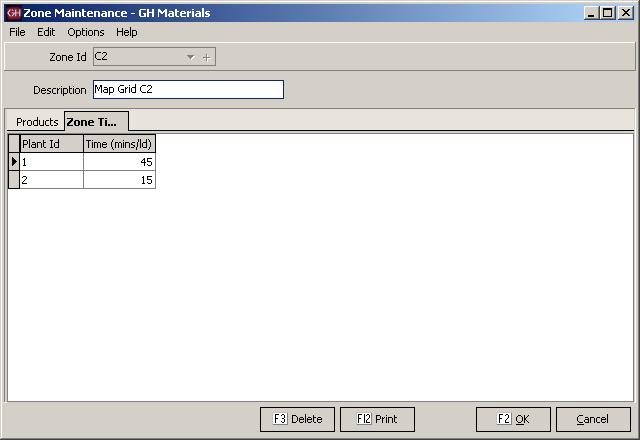 GH Zone Maintenance - GH Materials
File Edit Options Help
Zone Id C2
Description Map Grid C2
Products Zone Ti...
Plant Id Time (mins/ld)
1 45
2 15
F3 Delete F12 Print F2 OK Cancel